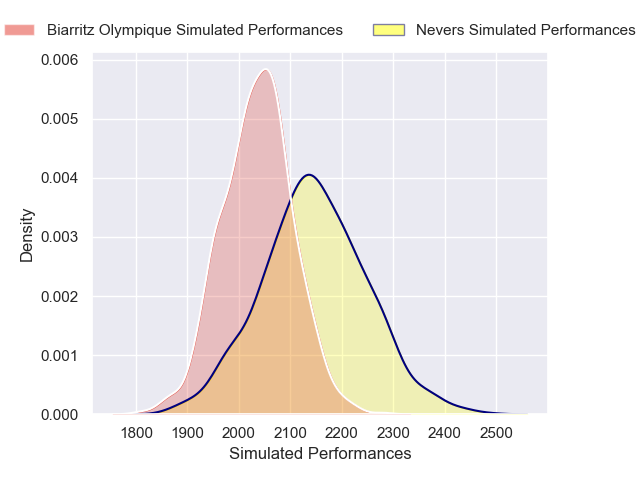 Biarritz Olympique Simulated Performances Nevers Simulated Performances
0.006
0.005
0.004
0.003
0.002
0.001
0.000
Density
1800 1900 2000 2100 2200 2300 2400 2500
Simulated Performances